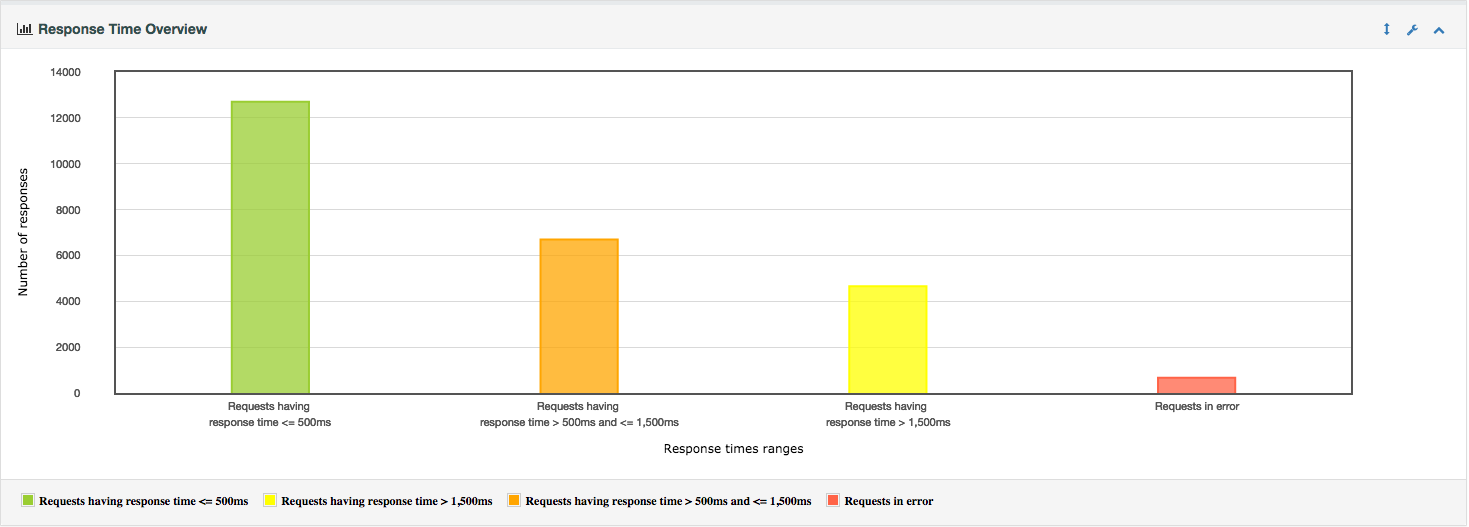 Response Time Overview
14000
12000
10000
8000
6000
4000
2000
0
Number of responses
Requests having
response time <= 500ms
Requests having
response time > 500ms and <= 1,500ms
Requests having
response time > 1,500ms
Requests in error
Response times ranges
Requests having response time <= 500ms
Requests having response time > 1,500ms
Requests having response time > 500ms and <= 1,500ms
Requests in error